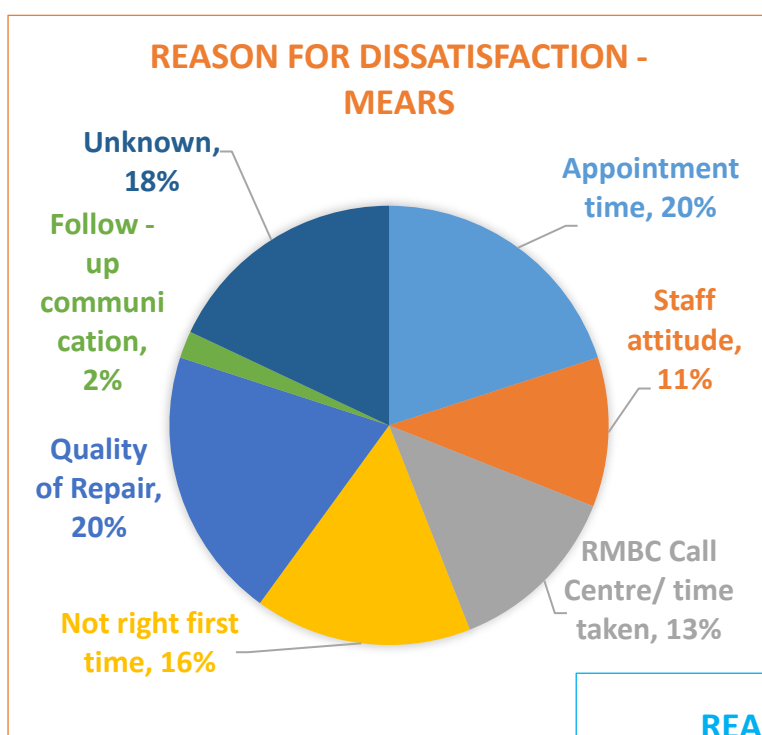 REASON FOR DISSATISFACTION -
MEARS
Unknown,
18%
Appointment
time, 20%
Follow -
up
communi
cation,
2%
Staff
attitude,
11%
Quality
of Repair,
20%
RMBC Call
Centre/ time
taken, 13%
Not right first
time, 16%
REA